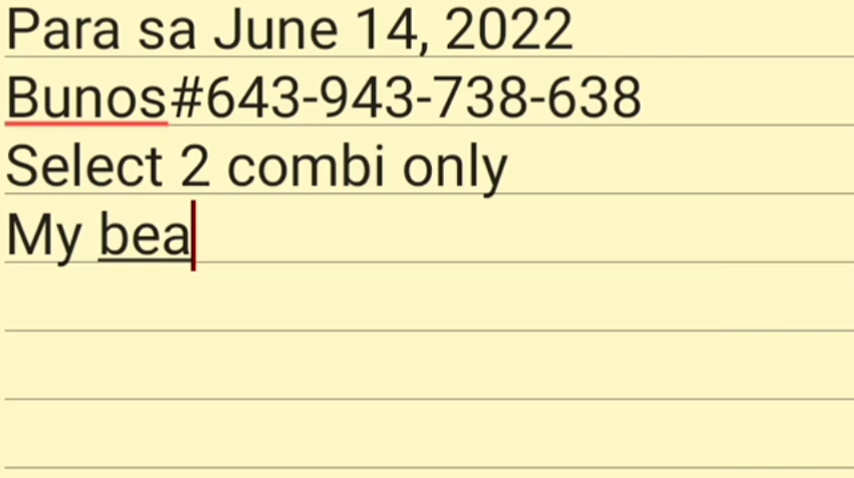 Para sa June 14, 2022
Bunos#643-943-738-638
Select 2 combi only
My bea